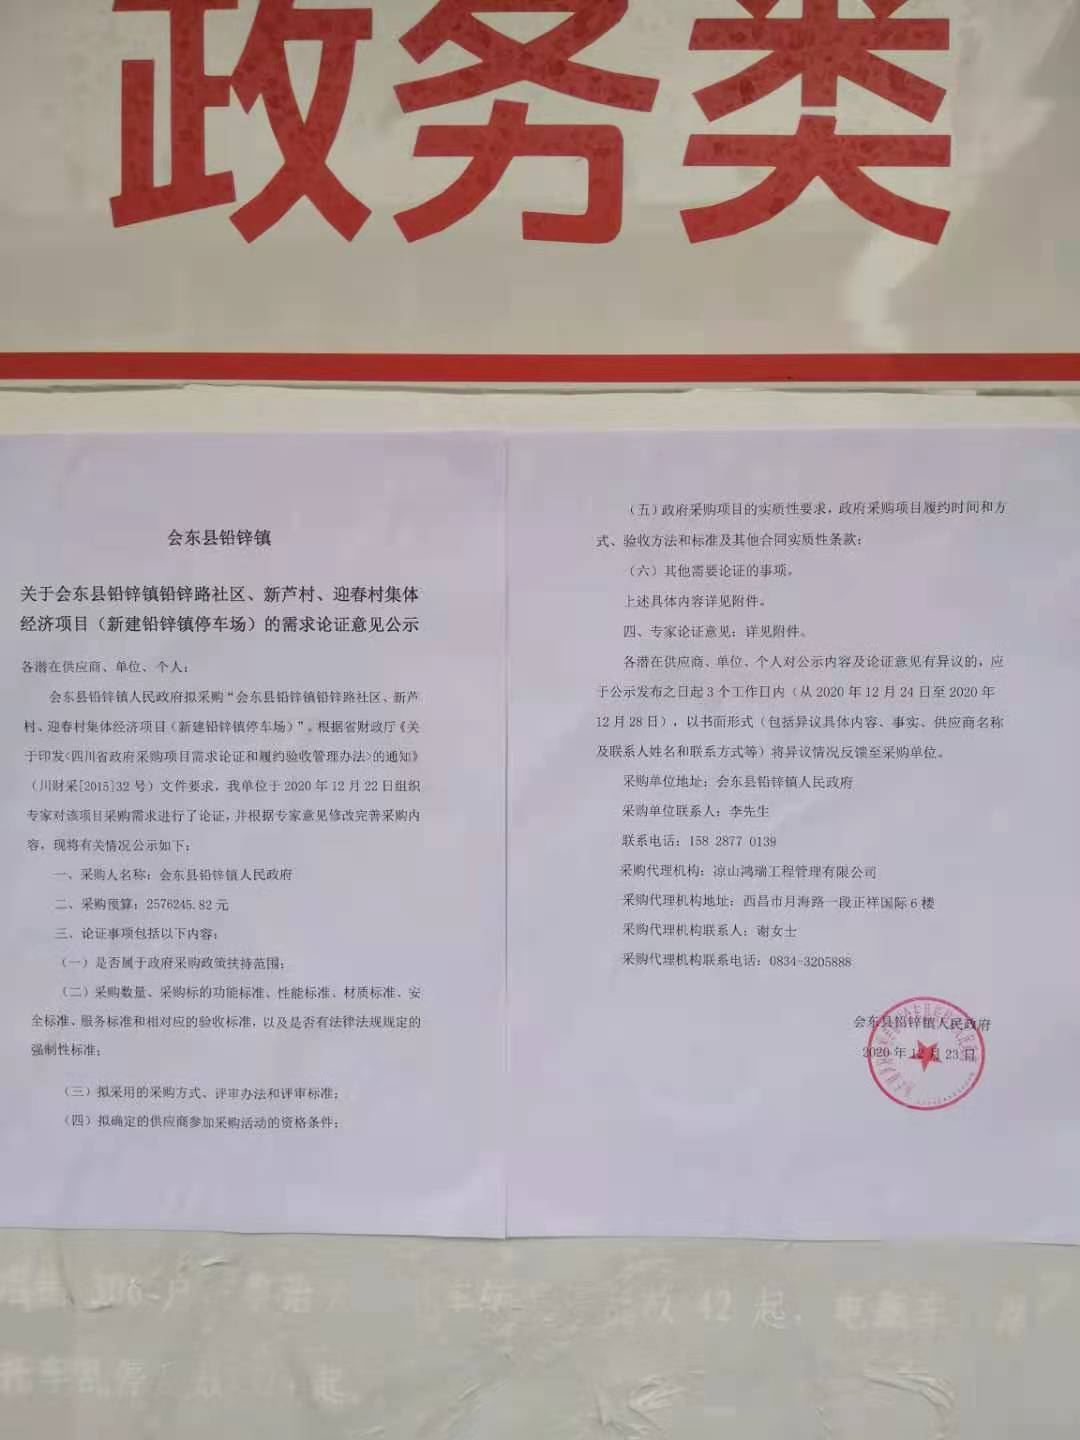 政务类
会东县铅锌镇
关于会东县铅锌镇铅锌路社区、新芦村、迎春村集体
经济项目（新建铅锌镇停车场）的需求论证意见公示
各潜在供应商、单位、个人：
会东县铅锌镇人民政府拟采购“会东县铅锌镇铅锌路社区、新芦
村、迎春村集体经济项目（新建铅锌镇停车场）”。根据省财政厅《关
于印发<四川省政府采购项目需求论证和履约验收管理办法>的通知》
（川财采[2015]32 号）文件要求，我单位于 2020 年 12 月 22 日组织
专家对该项目采购需求进行了论证，并根据专家意见修改完善采购内
容，现将有关情况公示如下：
一、采购人名称：会东县铅锌镇人民政府
二、采购预算：2576245.82 元
三、论证事项包括以下内容：
（一）是否属于政府采购政策扶持范围；
（二）采购数量、采购标的功能标准、性能标准、材质标准、安
全标准、服务标准和相对应的验收标准，以及是否有法律法规规定的
强制性标准；
（三）拟采用的采购方式、评审办法和评审标准；
（四）拟确定的供应商参加采购活动的资格条件；
（五）政府采购项目的实质性要求，政府采购项目履约时间和方
式、验收方法和标准及其他合同实质性条款；
（六）其他需要论证的事项。
上述具体内容详见附件。
四、专家论证意见：详见附件。
各潜在供应商、单位、个人对公示内容及论证意见有异议的，应
于公示发布之日起 3 个工作日内（从 2020 年 12 月 24 日至 2020 年
12 月 28 日），以书面形式（包括异议具体内容、事实、供应商名称
及联系人姓名和联系方式等）将异议情况反馈至采购单位。
采购单位地址：会东县铅锌镇人民政府
采购单位联系人：李先生
联系电话：158 2877 0139
采购代理机构：凉山鸿瑞工程管理有限公司
采购代理机构地址：西昌市月海路一段正祥国际 6 楼
采购代理机构联系人：谢女士
采购代理机构联系电话：0834-3205888
会东县铅锌镇人民政府
2020 年 12 月 23 日